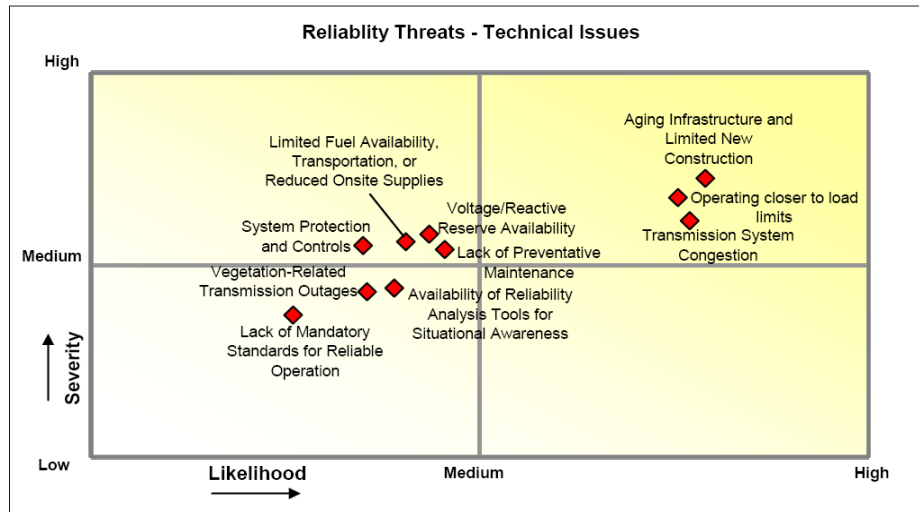 Reliablity Threats - Technical Issues
High
Aging Infrastructure and
Limited New
Construction
Limited Fuel Availability,
Transportation, or
Reduced Onsite Supplies
Operating closer to load
limits
Voltage/Reactive
Reserve Availability
System Protection
and Controls
Transmission System
Congestion
Lack of Preventative
Maintenance
Medium
Vegetation-Related
Transmission Outages
Availability of Reliability
Analysis Tools for
Situational Awareness
Lack of Mandatory
Standards for Reliable
Operation
Severity
Low
Likelihood
Medium
High